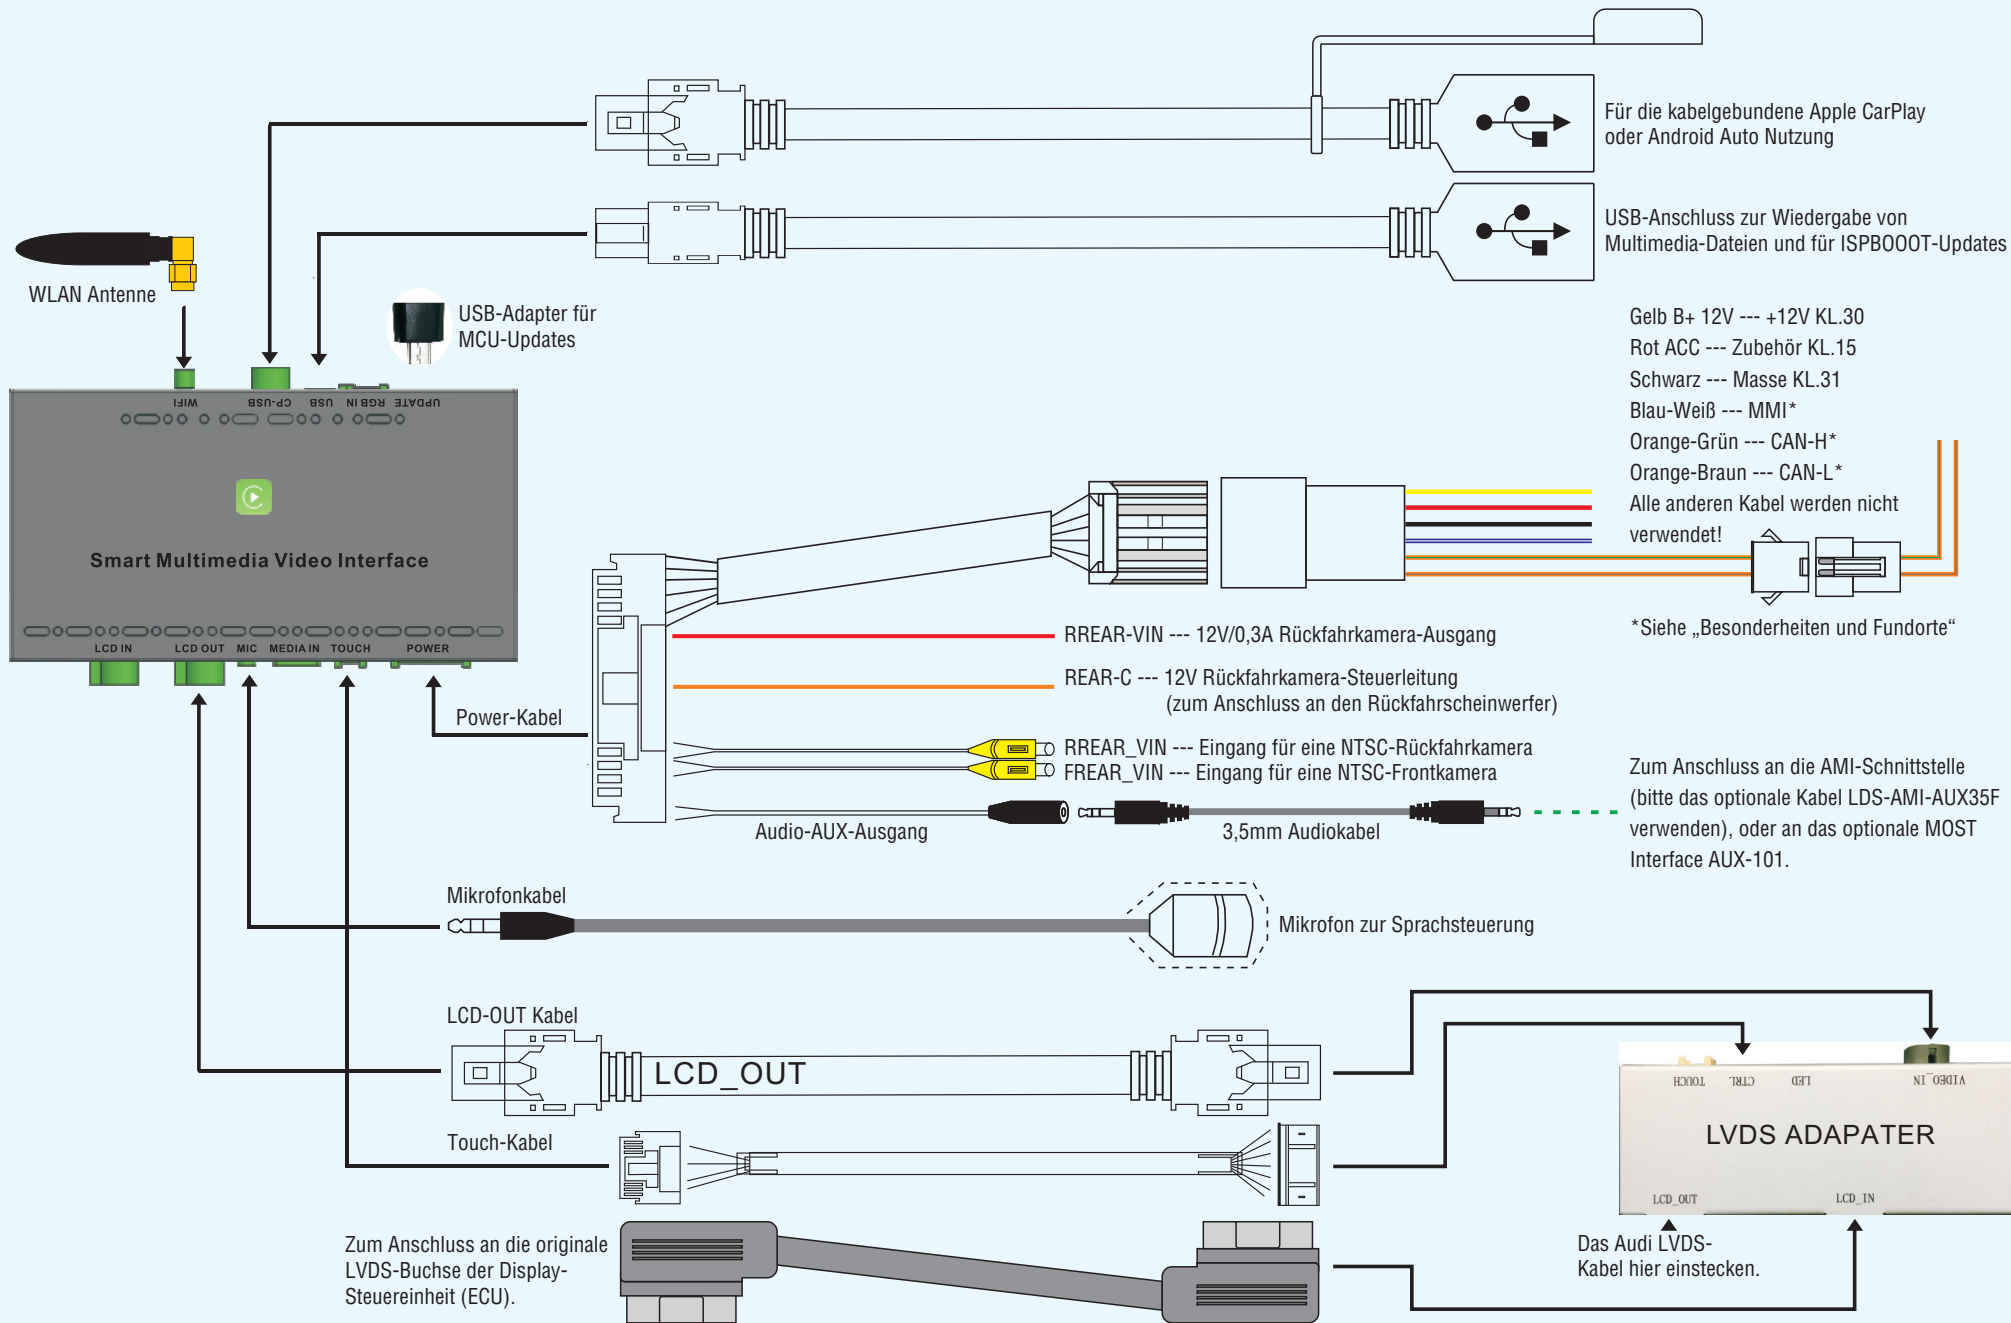 Für die kabelgebundene Apple CarPlay
oder Android Auto Nutzung
USB-Anschluss zur Wiedergabe von
Multimedia-Dateien und für ISPBOOOT-Updates
WLAN Antenne
USB-Adapter für
MCU-Updates
Gelb B+ 12V --- +12V KL.30
Rot ACC --- Zubehör KL.15
Schwarz --- Masse KL.31
Blau-Weiß --- MMI*
Orange-Grün --- CAN-H*
Orange-Braun --- CAN-L*
Alle anderen Kabel werden nicht
verwendet!
*Siehe „Besonderheiten und Fundorte“
WIFI CP-USB USB RGB IN UPDATE
Smart Multimedia Video Interface
LCD IN LCD OUT MIC MEDIA IN TOUCH POWER
Power-Kabel
RREAR-VIN --- 12V/0,3A Rückfahrkamera-Ausgang
REAR-C --- 12V Rückfahrkamera-Steuerleitung
(zum Anschluss an den Rückfahrscheinwerfer)
RREAR_VIN --- Eingang für eine NTSC-Rückfahrkamera
FREAR_VIN --- Eingang für eine NTSC-Frontkamera
Audio-AUX-Ausgang
3,5mm Audiokabel
Zum Anschluss an die AMI-Schnittstelle
(bitte das optionale Kabel LDS-AMI-AUX35F
verwenden), oder an das optionale MOST
Interface AUX-101.
Mikrofonkabel
Mikrofon zur Sprachsteuerung
LCD-OUT Kabel
LCD_OUT
Touch-Kabel
TOUCH CTRL LED VIDEO_IN
LVDS ADAPATER
LCD_OUT LCD_IN
Das Audi LVDS-
Kabel hier einstecken.
Zum Anschluss an die originale
LVDS-Buchse der Display-
Steuereinheit (ECU).